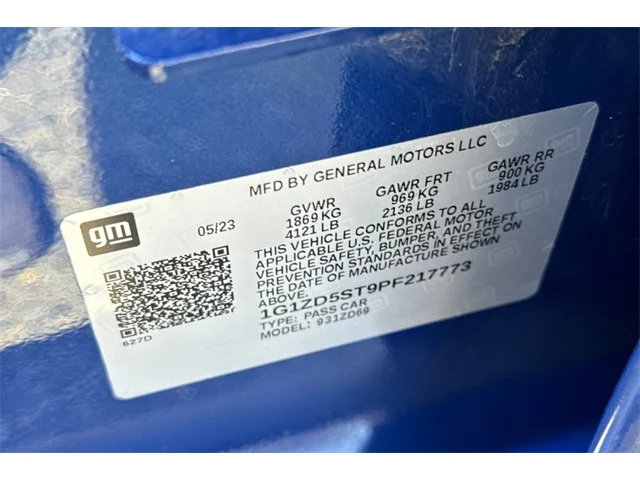 MFD BY GENERAL MOTORS LLC
gm
05/23
GVWR
1869 KG
4121 LB
GAWR FRT
969 KG
2136 LB
GAWR RR
900 KG
1984 LB
THIS VEHICLE CONFORMS TO ALL
APPLICABLE U.S. FEDERAL MOTOR
VEHICLE SAFETY, BUMPER, AND THEFT
PREVENTION STANDARDS IN EFFECT ON
THE DATE OF MANUFACTURE SHOWN
ABOVE.
1G1ZD5ST9PF217773
TYPE: PASS CAR
MODEL: 931ZD69
627D